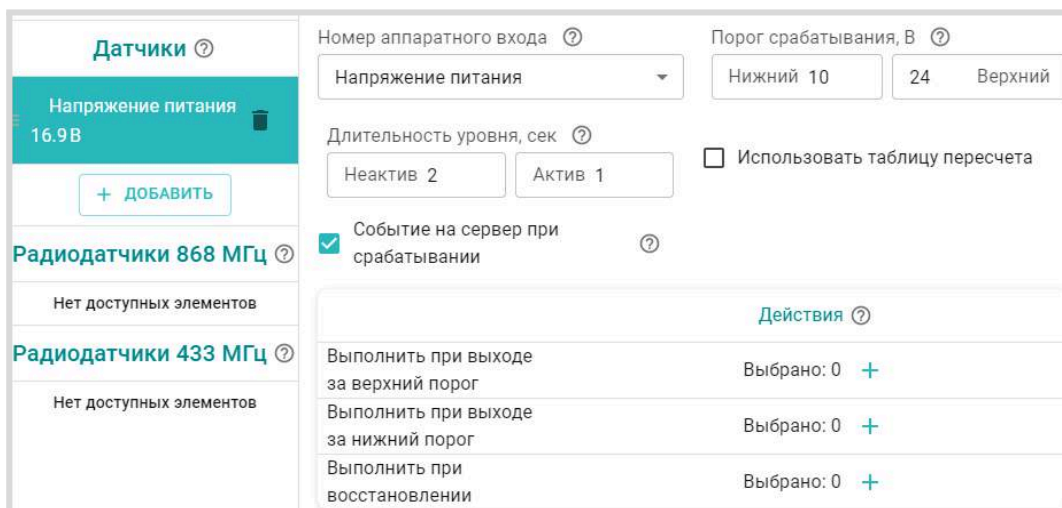 Датчики
Напряжение питания
16.9 В
+ ДОБАВИТЬ
Радиодатчики 868 МГц
Нет доступных элементов
Радиодатчики 433 МГц
Нет доступных элементов
Номер аппаратного входа
Напряжение питания
Порог срабатывания, В
Нижний 10
24 Верхний
Длительность уровня, сек
Неактив 2
Актив 1
Использовать таблицу пересчета
Событие на сервер при
срабатывании
Действия
Выполнить при выходе
за верхний порог
Выбрано: 0 +
Выполнить при выходе
за нижний порог
Выбрано: 0 +
Выполнить при
восстановлении
Выбрано: 0 +